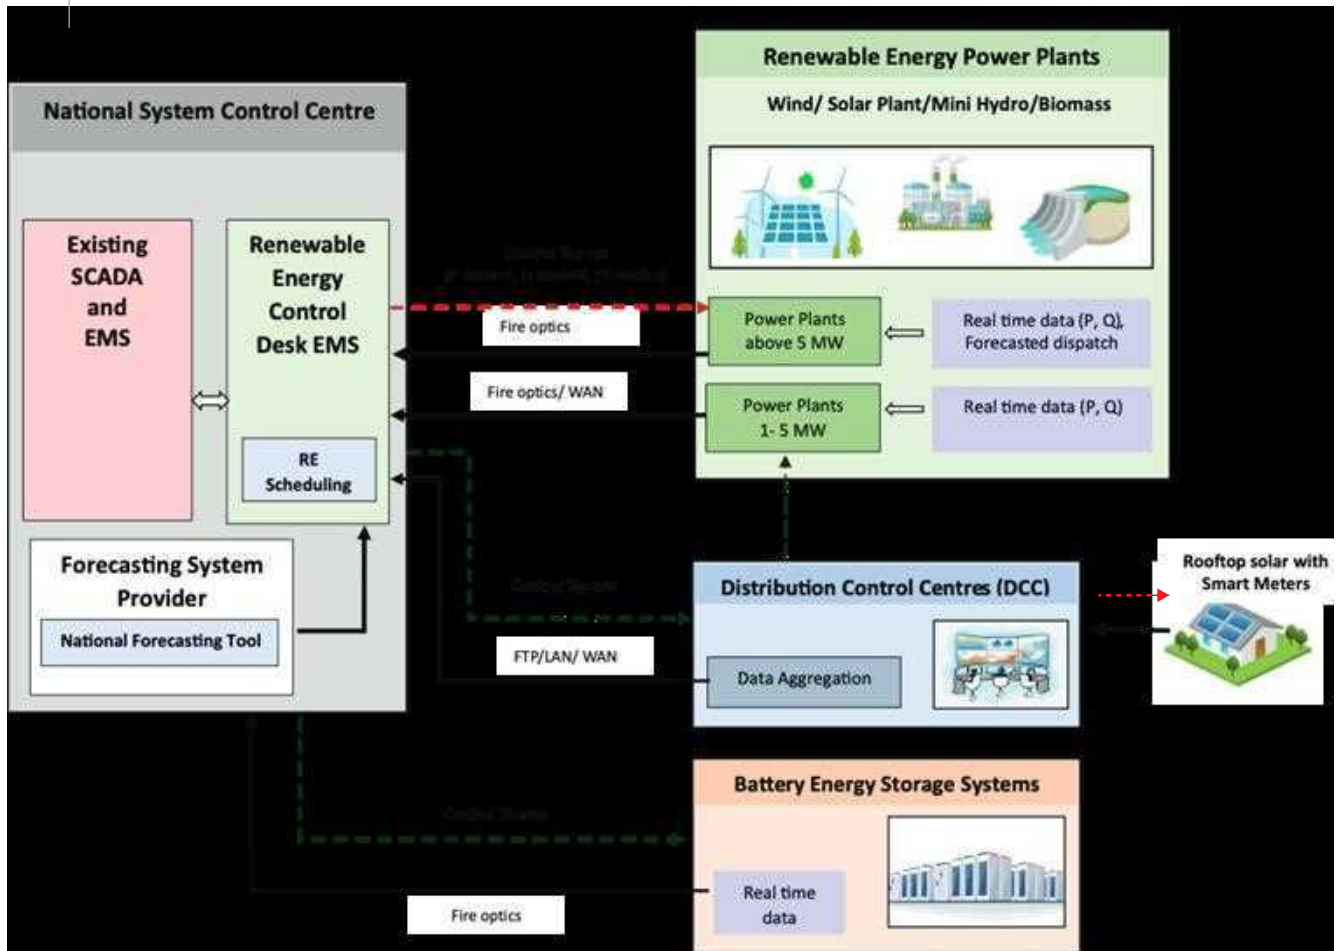 Renewable Energy Power Plants
Wind/ Solar Plant/Mini Hydro/Biomass
National System Control Centre
Existing
SCADA
and
EMS
Renewable
Energy
Control
Desk EMS
RE
Scheduling
Forecasting System
Provider
National Forecasting Tool
Fire optics
Fire optics/ WAN
Power Plants
above 5 MW
Real time data (P, Q),
Forecasted dispatch
Power Plants
1- 5 MW
Real time data (P, Q)
Control Signals
FTP/LAN/ WAN
Distribution Control Centres (DCC)
Data Aggregation
Rooftop solar with
Smart Meters
Control Signals
Battery Energy Storage Systems
Real time
data
Fire optics